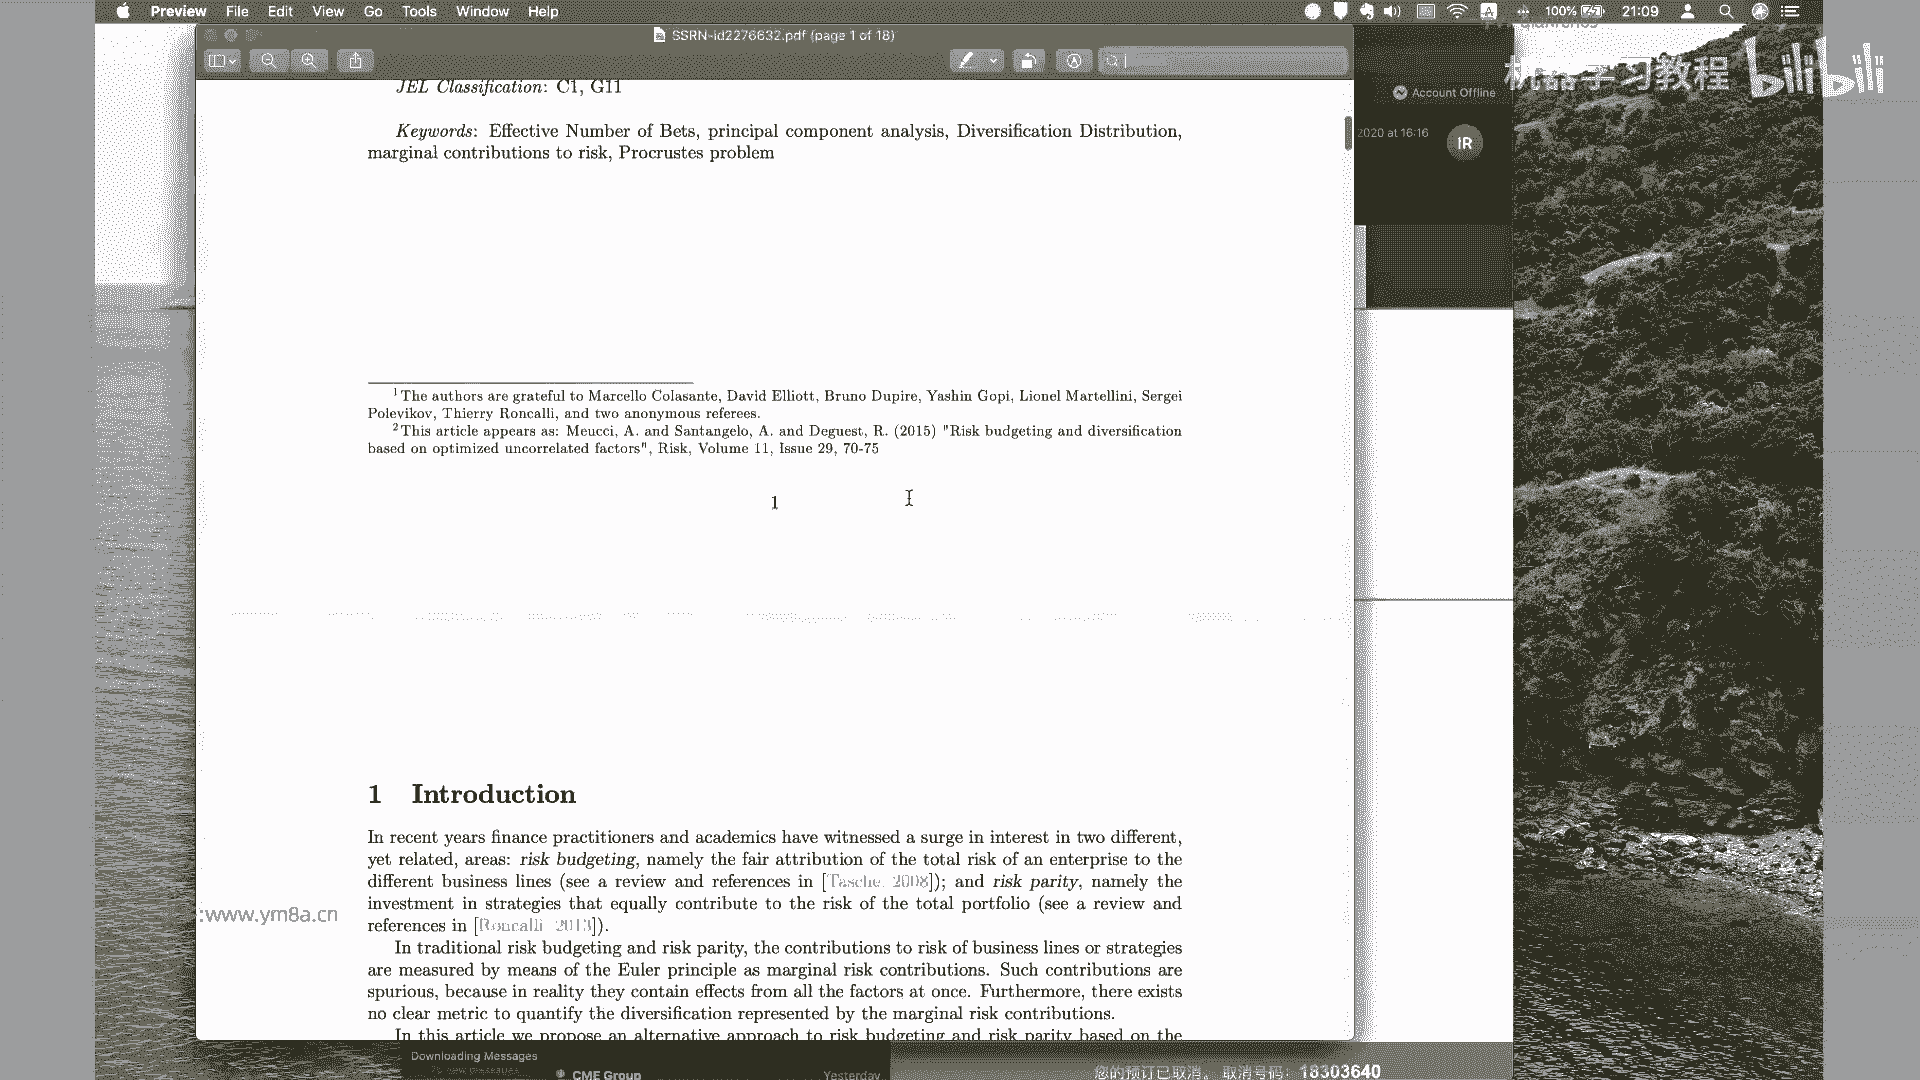 Preview File Edit View Go Tools Window Help
100% 21:09
SSRN-id2276632.pdf (page 1 of 18)
机器学习教程 bilibili
Account Offline
2020 at 16:16
IR
JEL Classification: C1, G11
Keywords: Effective Number of Bets, principal component analysis, Diversification Distribution,
marginal contributions to risk, Procrustes problem
1 The authors are grateful to Marcello Colasante, David Elliott, Bruno Dupire, Yashin Gopi, Lionel Martellini, Sergei
Polevikov, Thierry Roncalli, and two anonymous referees.
2 This article appears as: Meucci, A. and Santangelo, A. and Deguest, R. (2015) "Risk budgeting and diversification
based on optimized uncorrelated factors", Risk, Volume 11, Issue 29, 70-75
1
1 Introduction
In recent years finance practitioners and academics have witnessed a surge in interest in two different,
yet related, areas: risk budgeting, namely the fair attribution of the total risk of an enterprise to the
different business lines (see a review and references in [Tasche, 2008]); and risk parity, namely the
investment in strategies that equally contribute to the risk of the total portfolio (see a review and
references in [Roncalli, 2013]).
:www.ym8a.cn
In traditional risk budgeting and risk parity, the contributions to risk of business lines or strategies
are measured by means of the Euler principle as marginal risk contributions. Such contributions are
spurious, because in reality they contain effects from all the factors at once. Furthermore, there exists
no clear metric to quantify the diversification represented by the marginal risk contributions.
In this article we propose an alternative approach to risk budgeting and risk parity based on the
Downloading Messages
CME Group Yesterday
您的预订已取消。 取消号码: 18303640